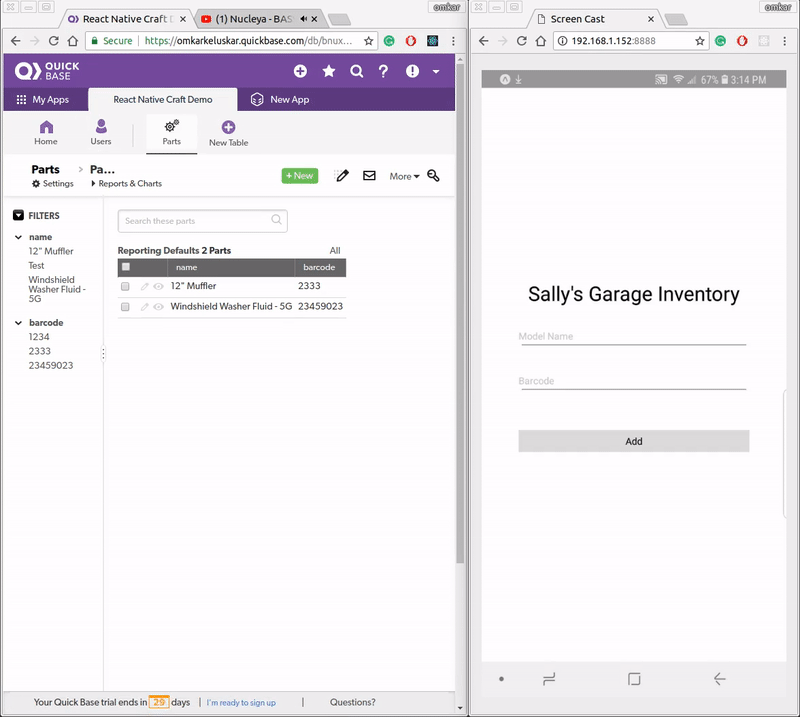 omkar
React Native Craft D
(1) Nucleya - BAS
Secure
https://omkarkeluskar.quickbase.com/db/bnux...
QUICK
BASE
My Apps
React Native Craft Demo
New App
Home
Users
Parts
New Table
Parts
Pa...
Settings
Reports & Charts
+ New
More
FILTERS
name
12" Muffler
Test
Windshield
Washer Fluid -
5G
barcode
1234
2333
23459023
Search these parts
Reporting Defaults 2 Parts
All
name
barcode
12" Muffler
2333
Windshield Washer Fluid - 5G
23459023
Your Quick Base trial ends in 29 days
I'm ready to sign up
Questions?
omkar
Screen Cast
192.168.1.152:8888
67%
3:14 PM
Sally's Garage Inventory
Model Name
Barcode
Add